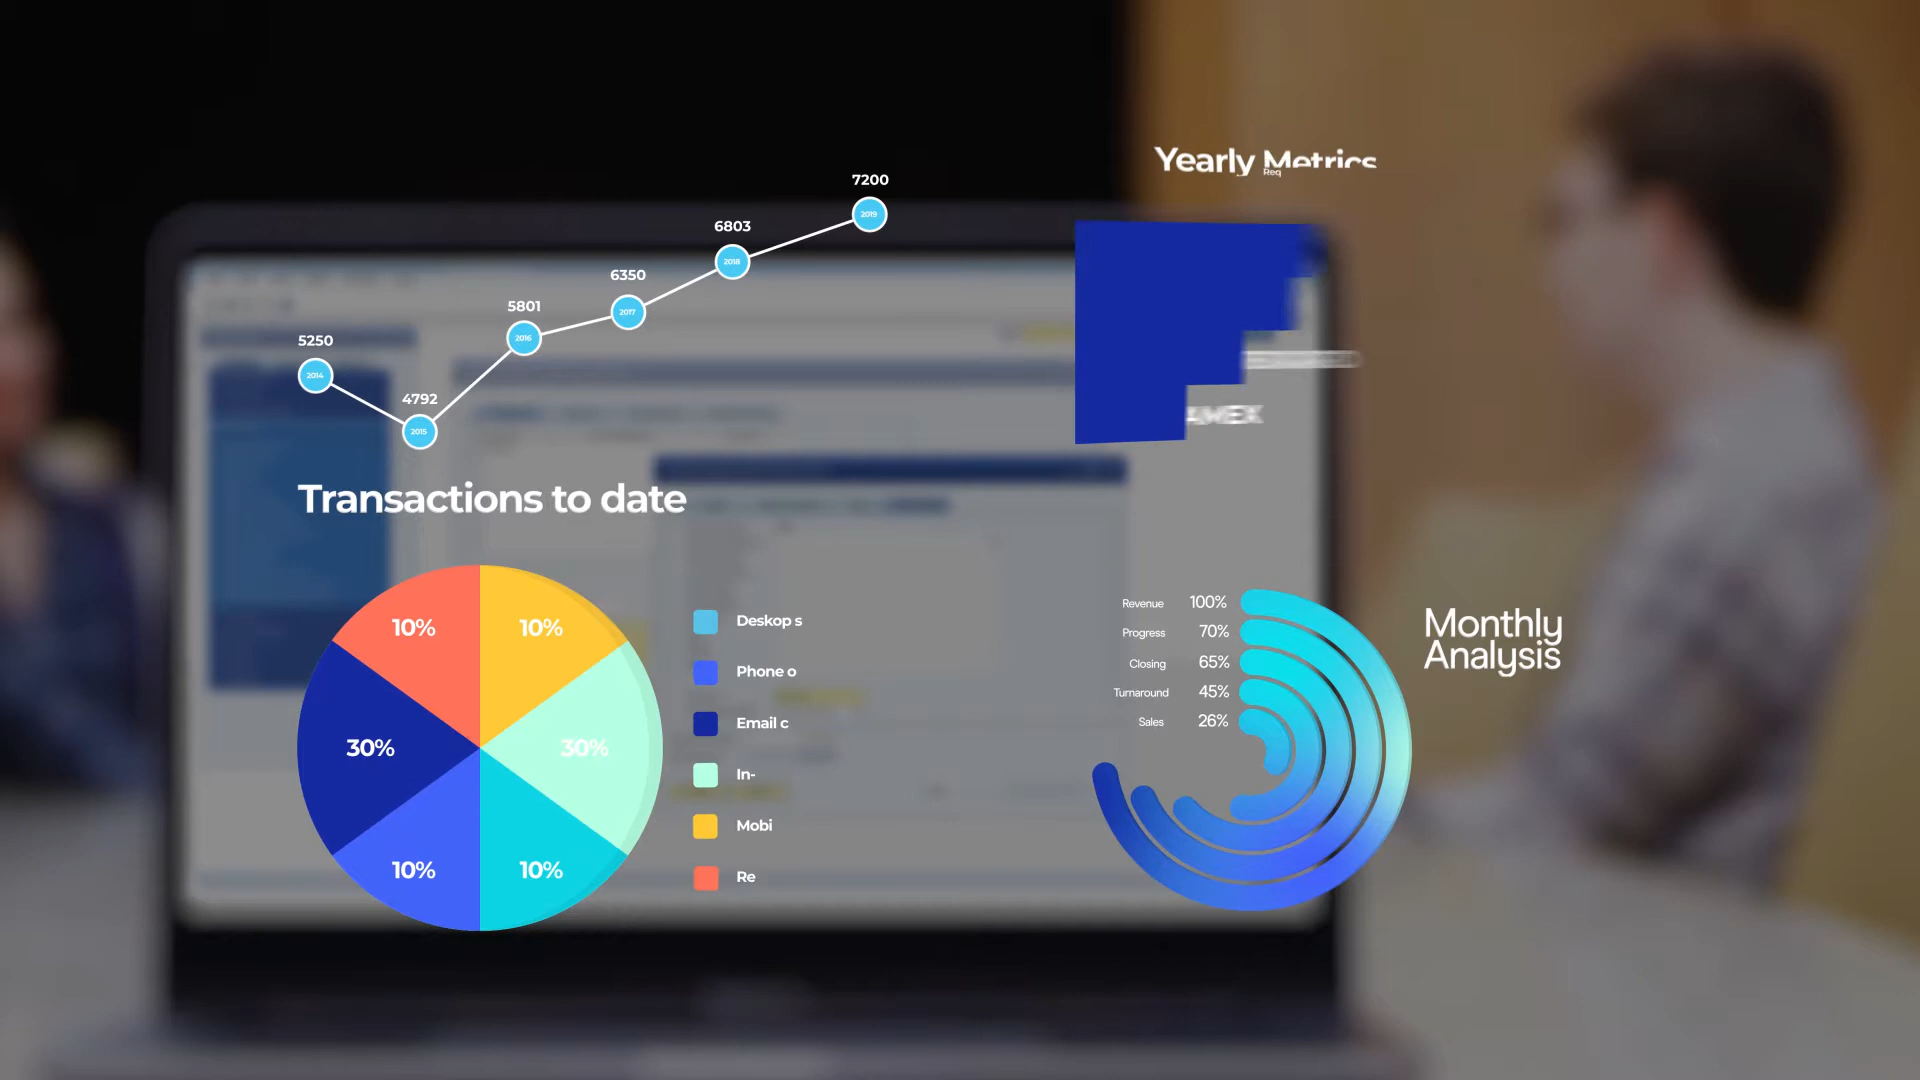 7200
6803
6350
5801
5250
4792
2014
2015
2016
2017
2018
2019
Transactions to date
10%
10%
30%
30%
10%
10%
Deskop s
Phone o
Email c
In-
Mobi
Re
Yearly Metrics
Req
AMEX
Revenue 100%
Progress 70%
Closing 65%
Turnaround 45%
Sales 26%
Monthly
Analysis